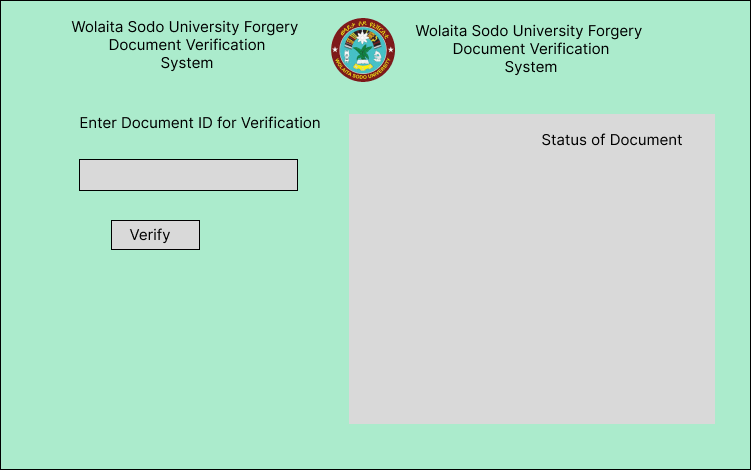 Wolaita Sodo University Forgery
Document Verification
System
WOLAITA SODO UNIVERSITY
Wolaita Sodo University Forgery
Document Verification
System
Enter Document ID for Verification
Verify
Status of Document